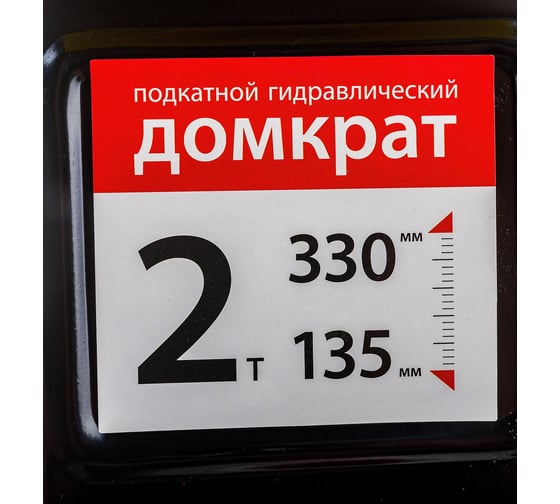 подкатной гидравлический
домкрат
330 мм
2 т
135 мм